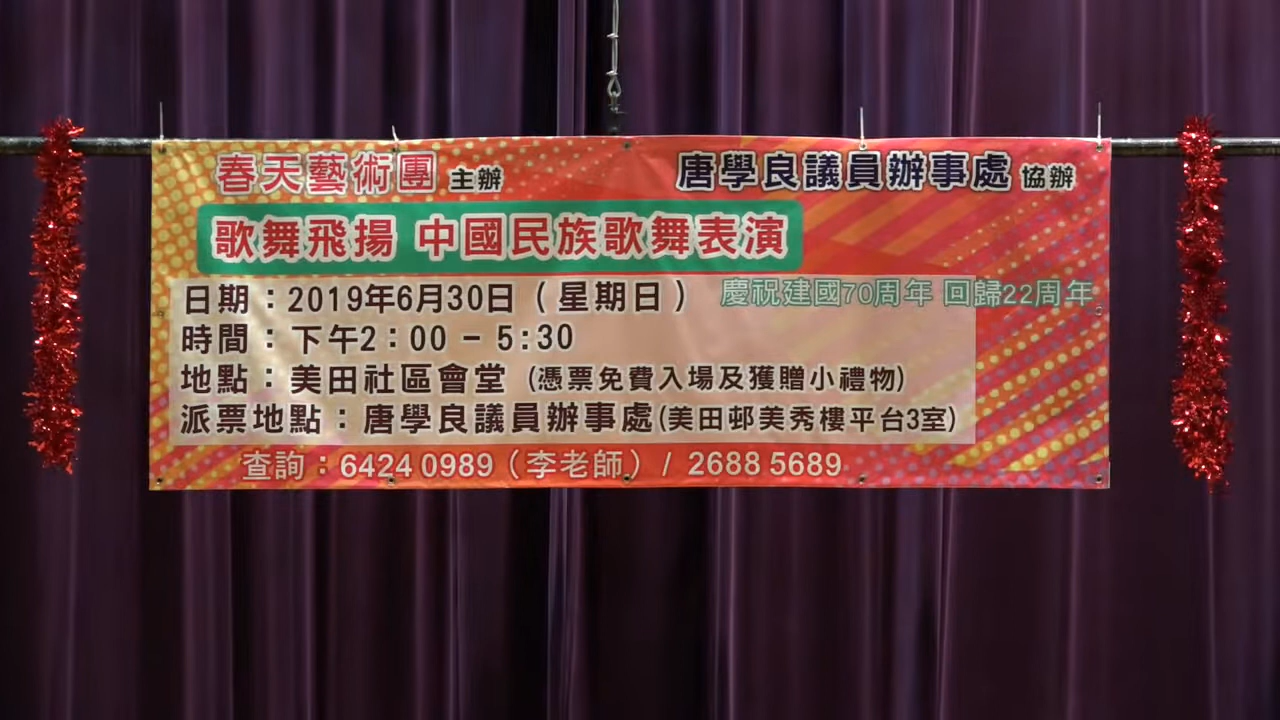 春天藝術團 主辦 唐學良議員辦事處 協辦
歌舞飛揚 中國民族歌舞表演
日期：2019年6月30日（星期日） 慶祝建國70周年 回歸22周年
時間：下午2：00 – 5:30
地點：美田社區會堂 (憑票免費入場及獲贈小禮物)
派票地點：唐學良議員辦事處(美田邨美秀樓平台3室)
查詢：6424 0989（李老師）/ 2688 5689